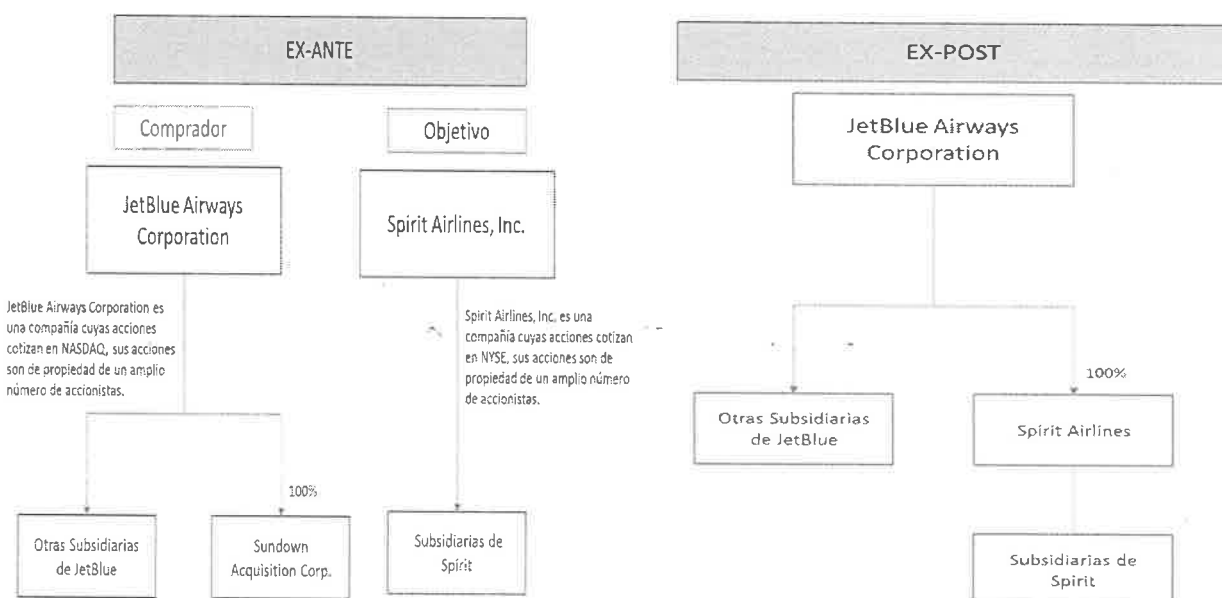 EX-ANTE
Comprador
Objetivo
JetBlue Airways
Corporation
Spirit Airlines, Inc.
JetBlue Airways Corporation es
una compañía cuyas acciones
cotizan en NASDAQ, sus acciones
son de propiedad de un amplio
número de accionistas.
Spirit Airlines, Inc. es una
compañía cuyas acciones cotizan
en NYSE, sus acciones son de
propiedad de un amplio número
de accionistas.
100%
Otras Subsidiarias
de JetBlue
Sundown
Acquisition Corp.
Subsidiarias de
Spirit
EX-POST
JetBlue Airways
Corporation
100%
Otras Subsidiarias
de JetBlue
Spirit Airlines
Subsidiarias de
Spirit